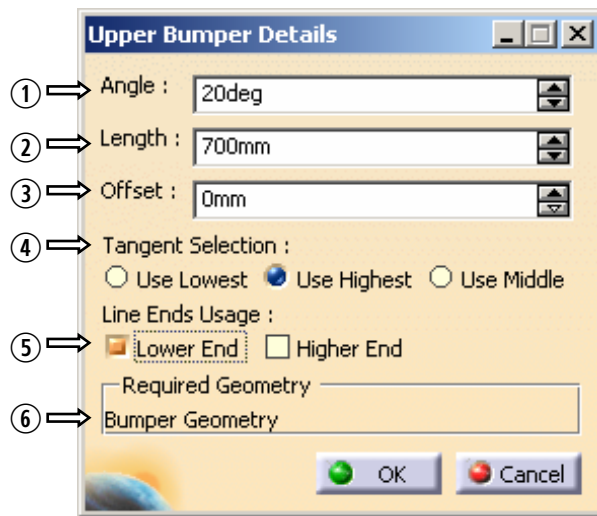 Upper Bumper Details
① Angle : 20deg
② Length : 700mm
③ Offset : 0mm
④ Tangent Selection :
Use Lowest Use Highest Use Middle
Line Ends Usage :
⑤ Lower End Higher End
Required Geometry
⑥ Bumper Geometry
OK Cancel